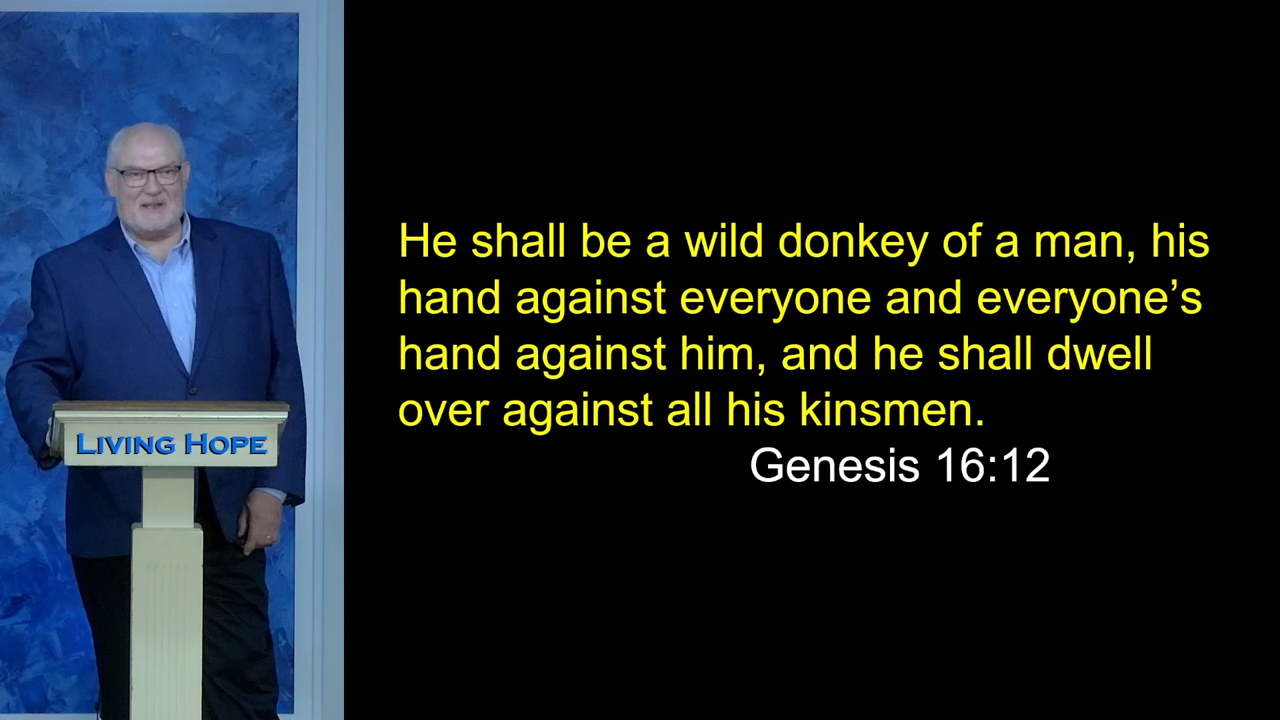 LIVING HOPE
He shall be a wild donkey of a man, his
hand against everyone and everyone’s
hand against him, and he shall dwell
over against all his kinsmen.
Genesis 16:12